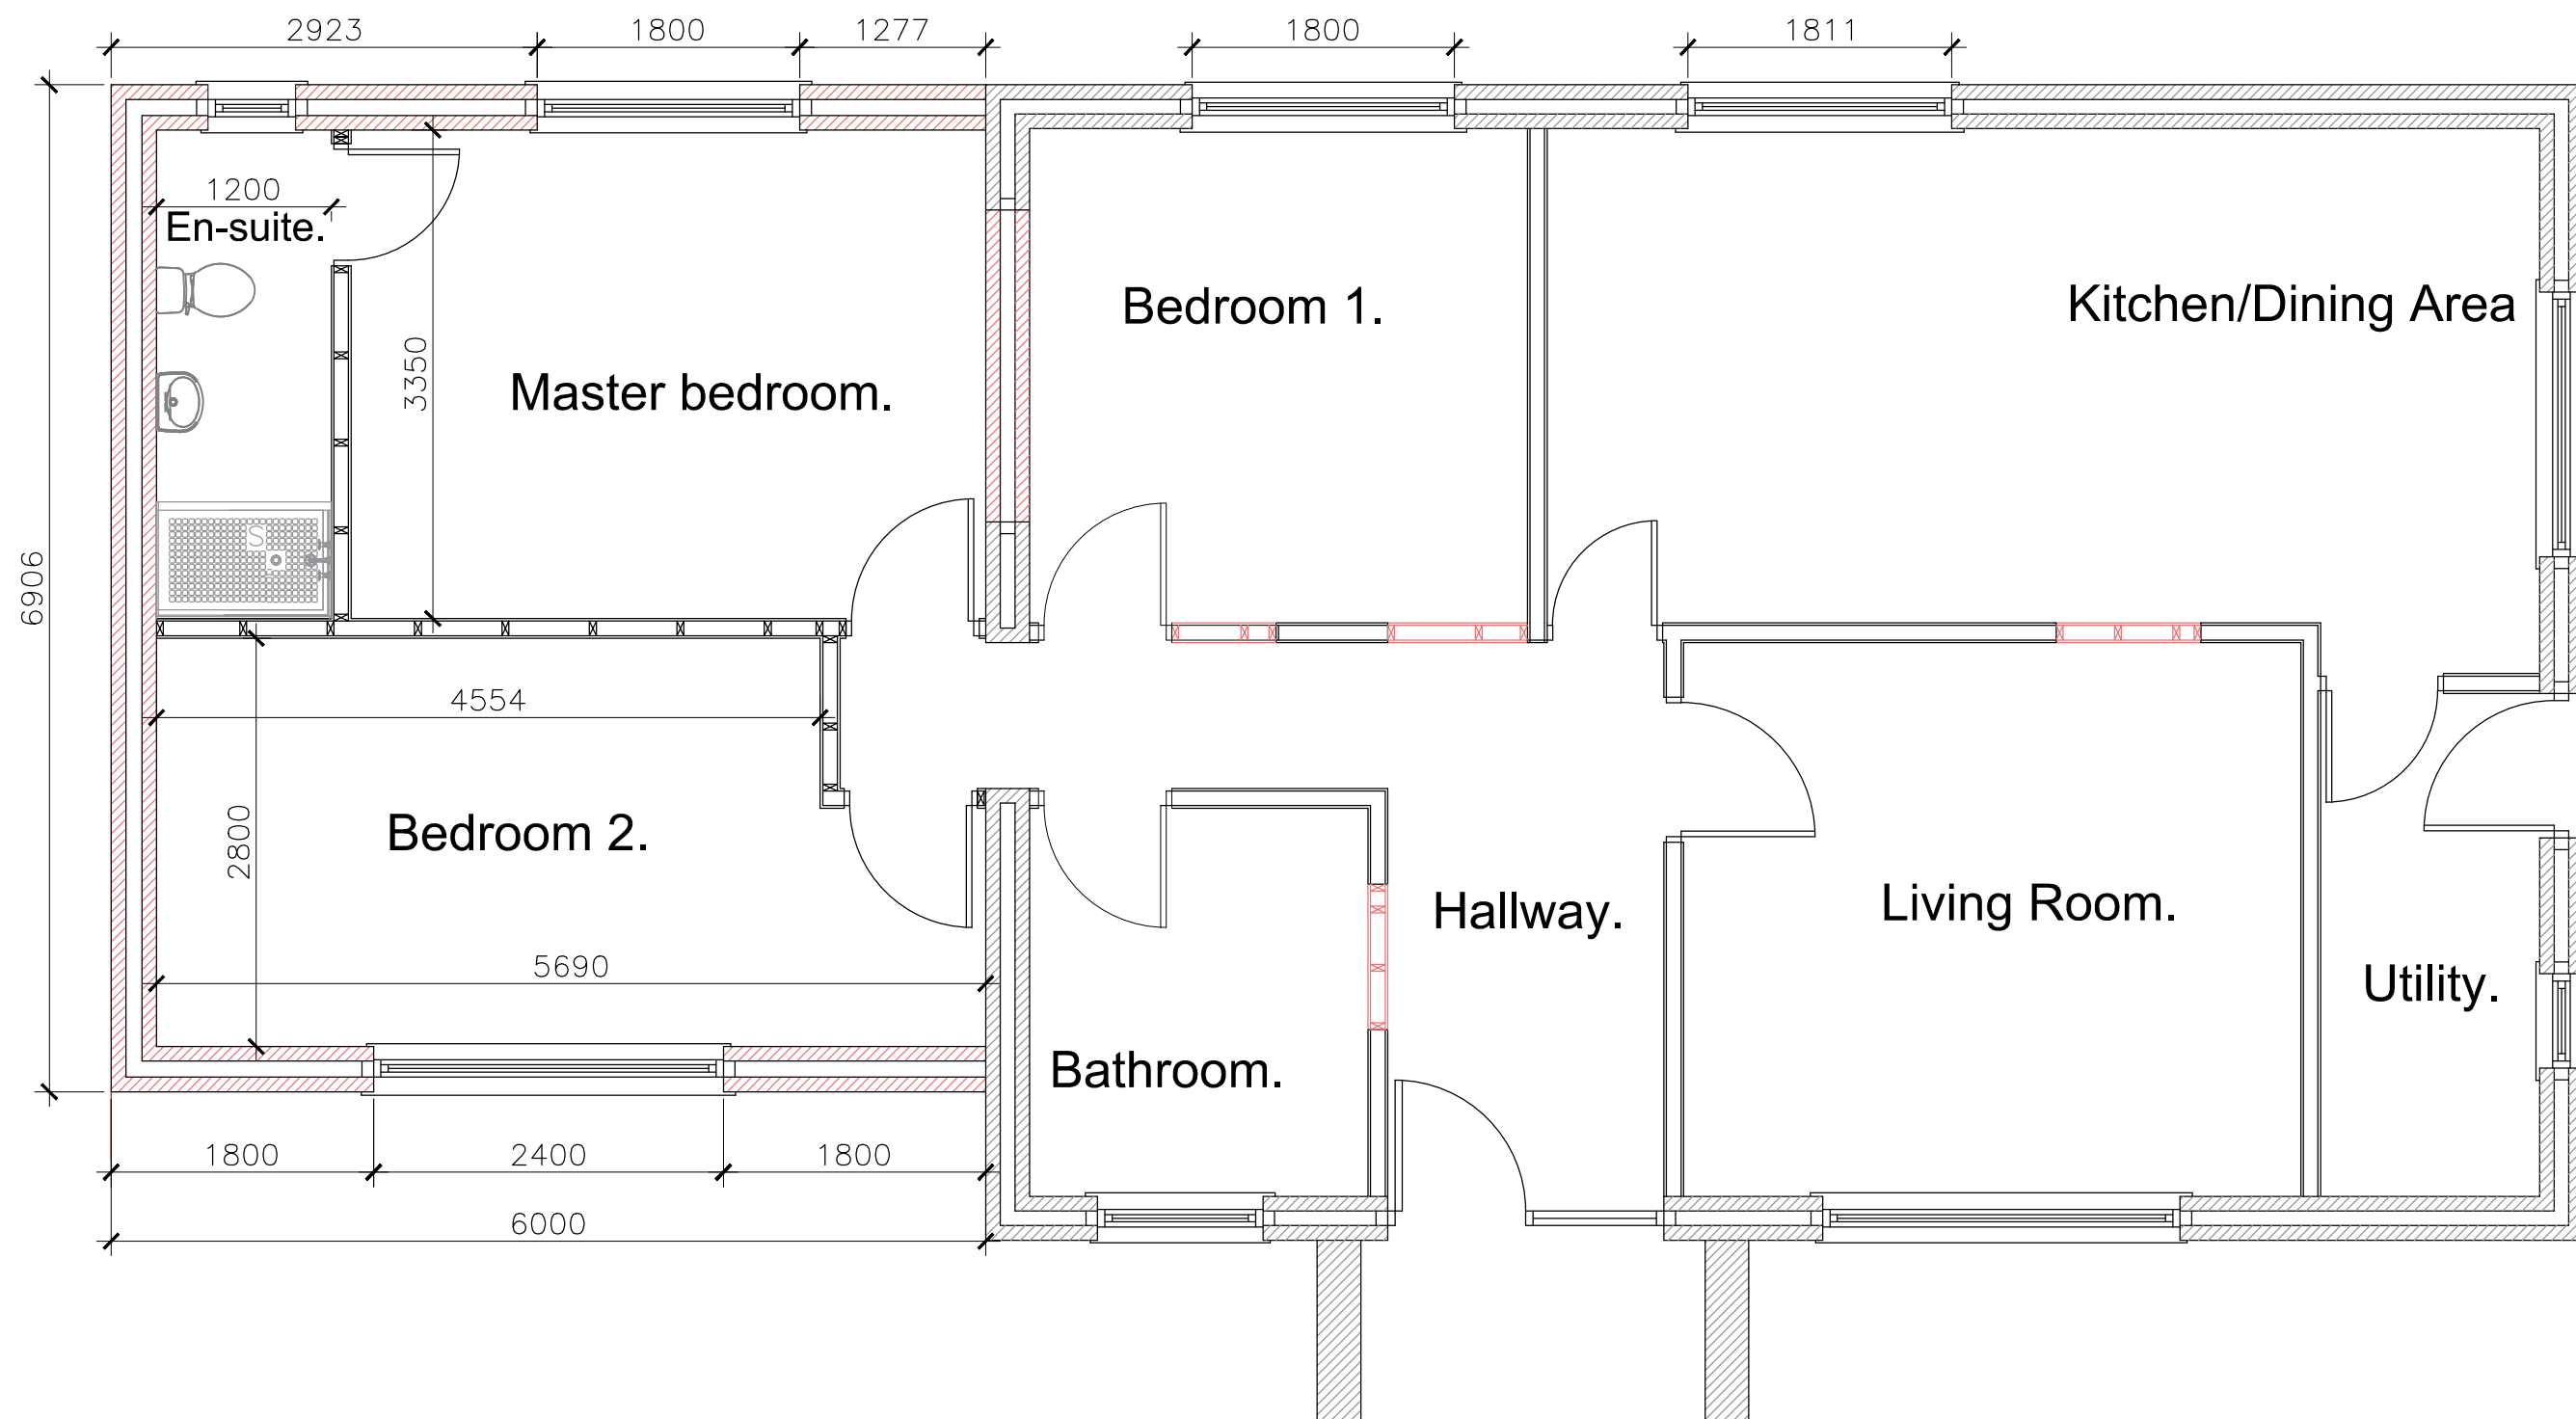 2923
1800
1277
1800
1811
1200
En-suite.
Bedroom 1.
Kitchen/Dining Area
3350
Master bedroom.
S
6906
4554
2800
Bedroom 2.
Hallway.
Living Room.
5690
Utility.
Bathroom.
1800
2400
1800
6000